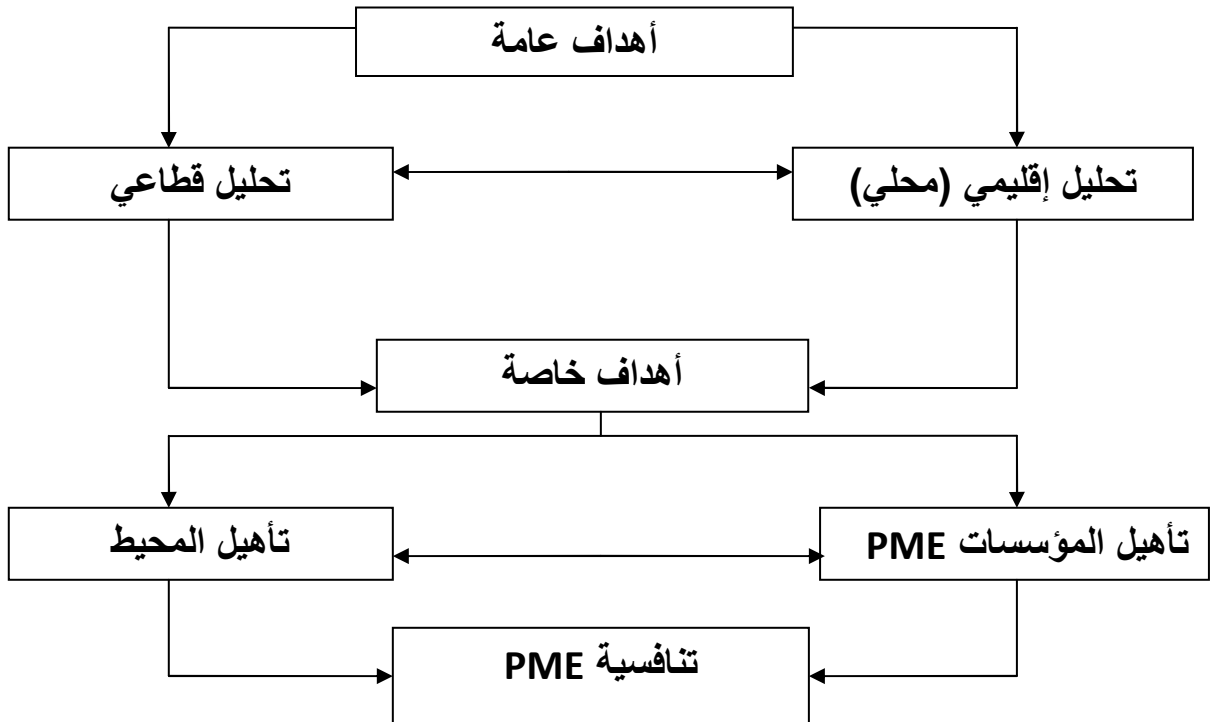 أهداف عامة
تحليل إقليمي (محلي)
تحليل قطاعي
أهداف خاصة
تأهيل المؤسسات PME
تأهيل المحيط
تنافسية PME